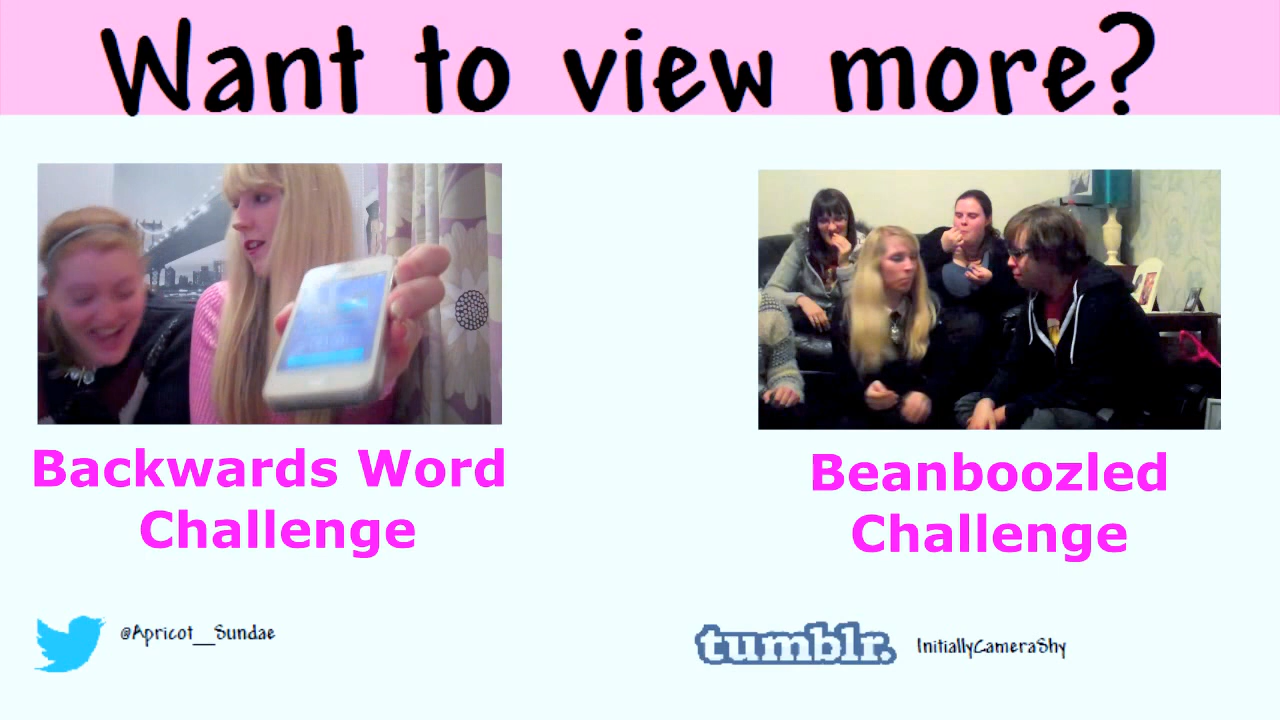 Want to view more?
Backwards Word
Challenge
Beanboozled
Challenge
@Apricot__Sundae
tumblr.
InitiallyCameraShy